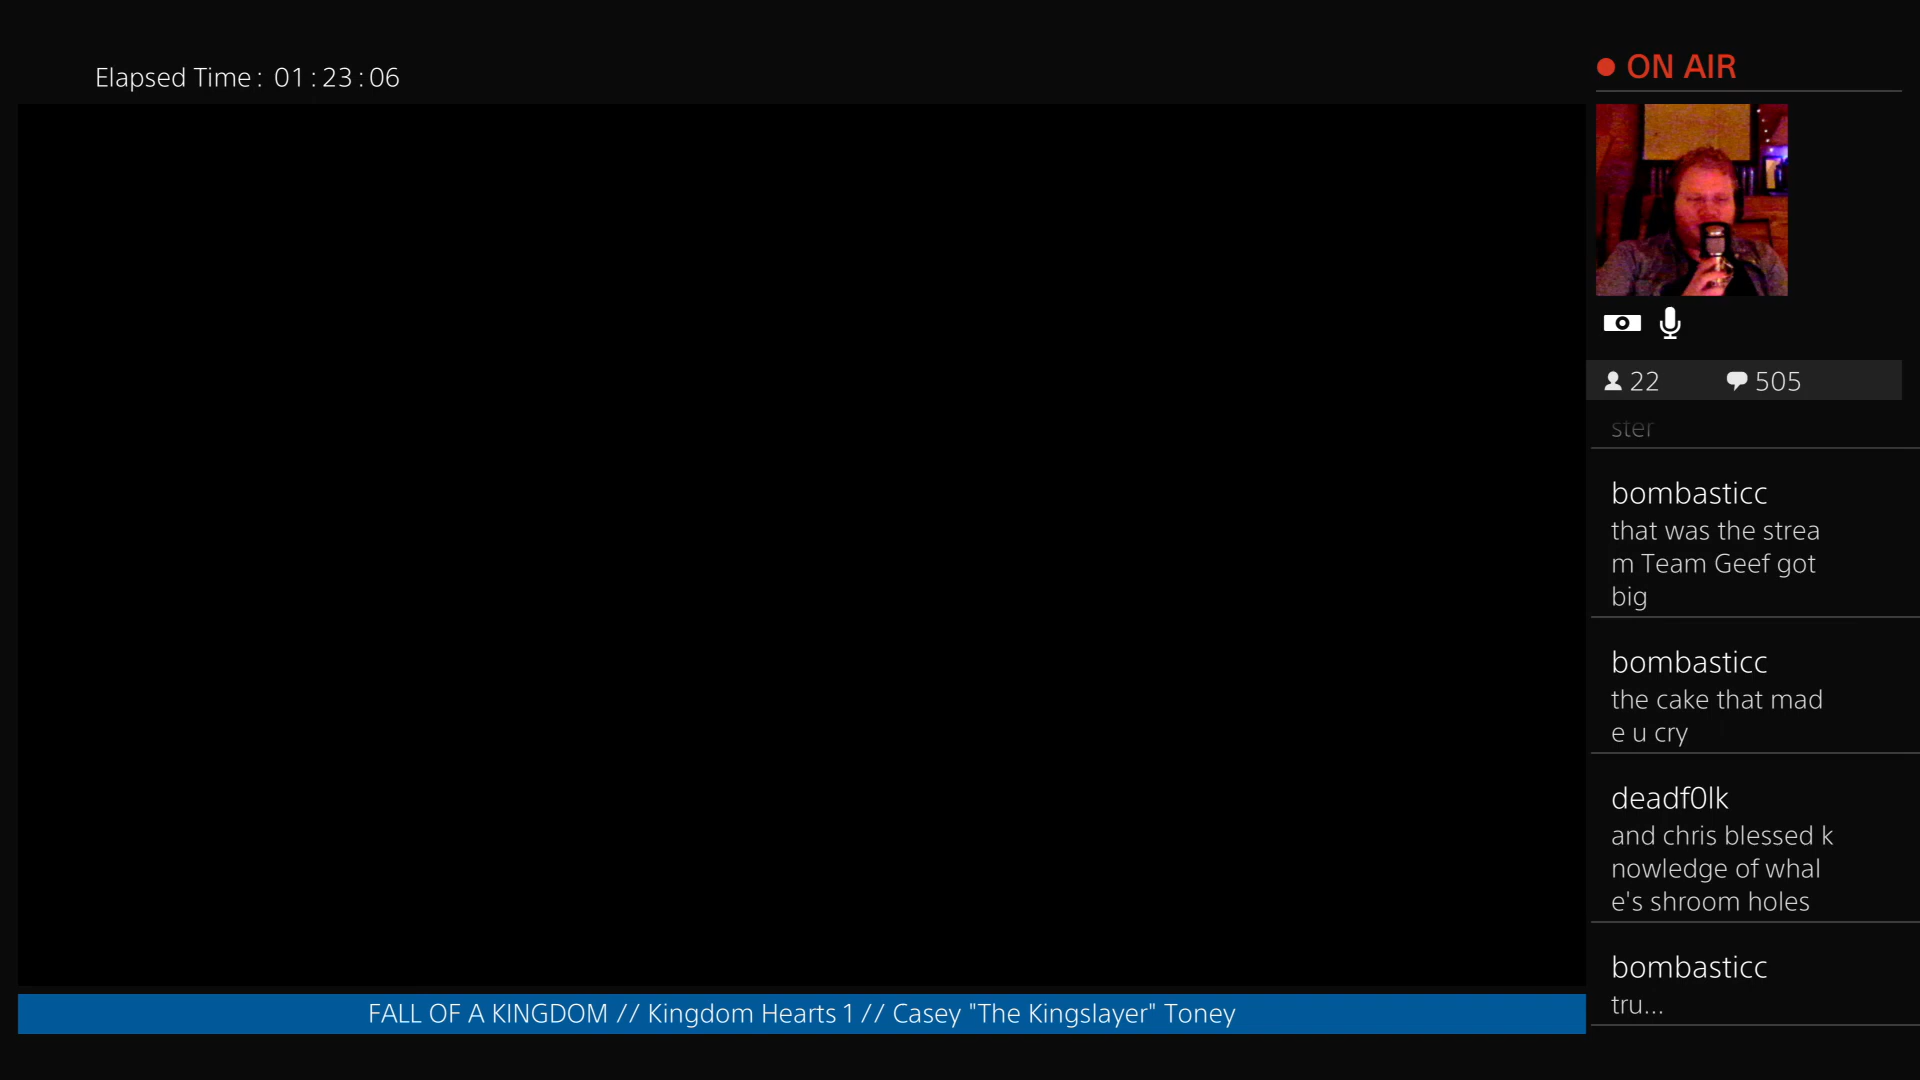 Elapsed Time: 01:23:06
ON AIR
22 505
ster
bombasticc
that was the strea
m Team Geef got
big
bombasticc
the cake that mad
e u cry
deadf0lk
and chris blessed k
nowledge of whal
e's shroom holes
bombasticc
tru...
FALL OF A KINGDOM // Kingdom Hearts 1 // Casey "The Kingslayer" Toney